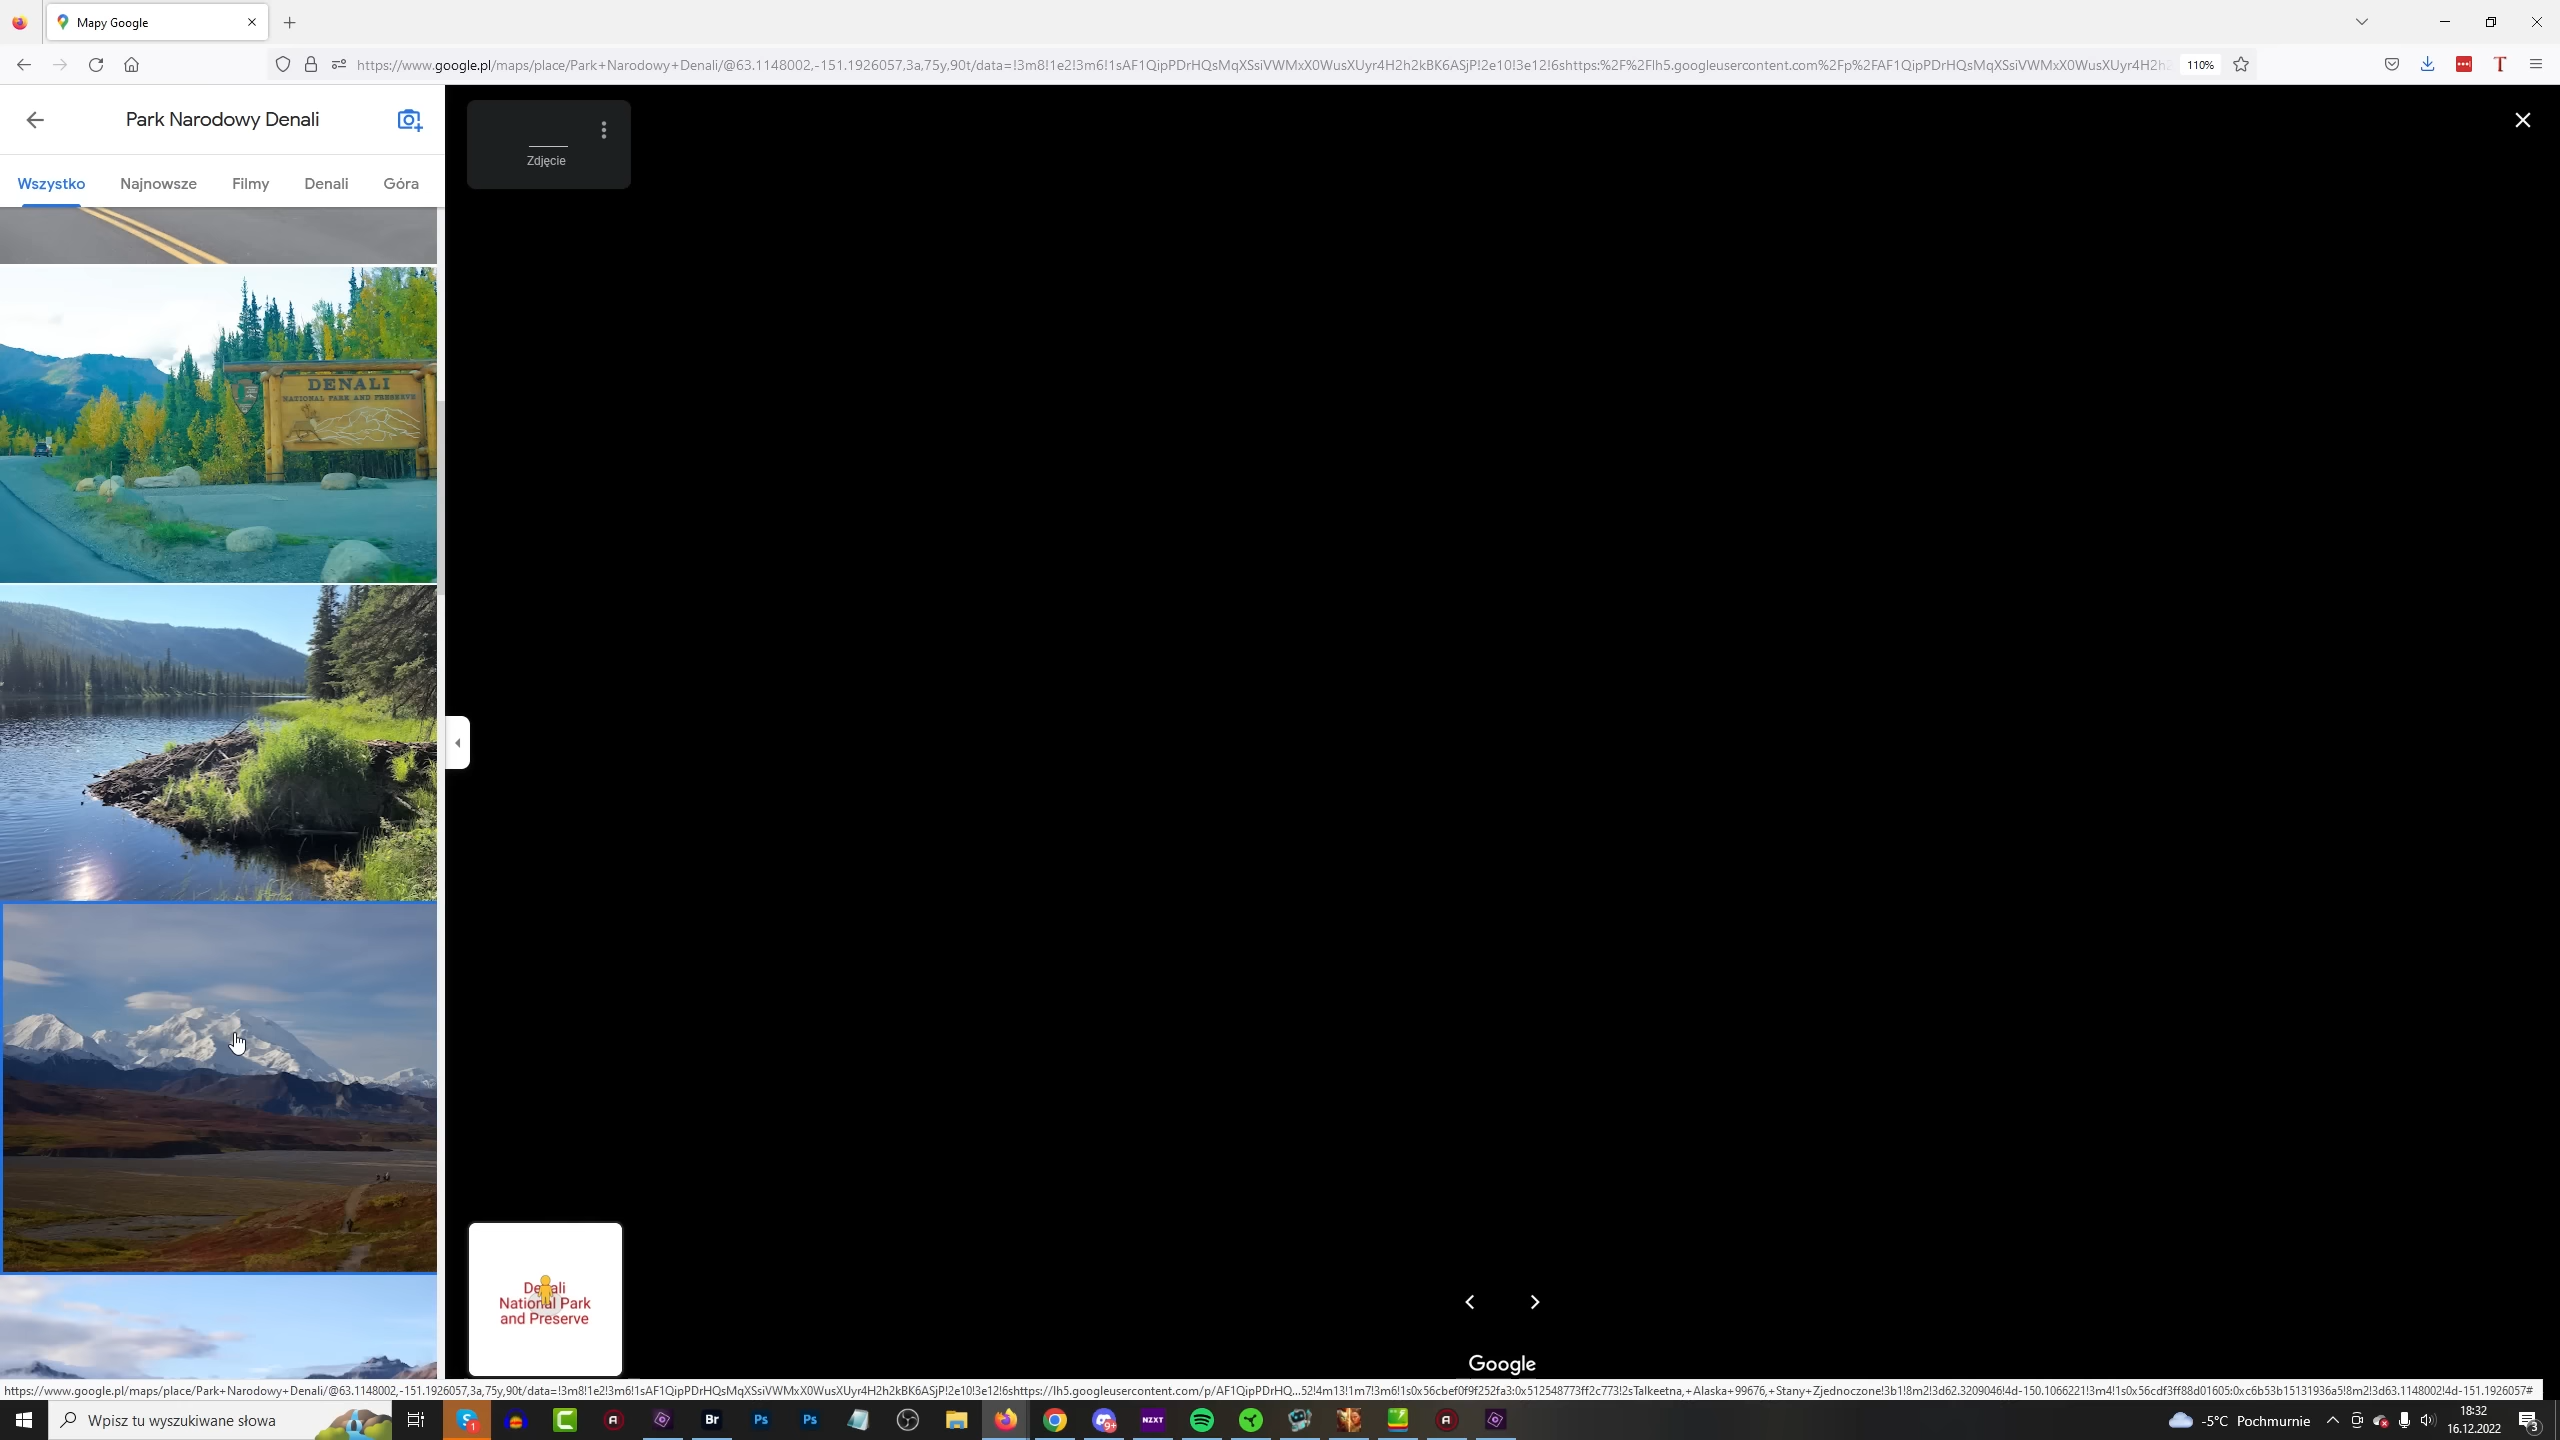 Mapy Google
https://www.google.pl/maps/place/Park+Narodowy+Denali/@63.1148002,-151.1926057,3a,75y,90t/data=!3m8!1e2!3m6!1sAF1QipPDrHQsMqXSsiVWMxX0WusXUyr4H2h2kBK6ASjP!2e10!3e12!6shttps:%2F%2Flh5.googleusercontent.com%2Fp%2FAF1QipPDrHQsMqXSsiVWMxX0WusXUyr4H2h2
110%
Park Narodowy Denali
Zdjęcie
Wszystko Najnowsze Filmy Denali Góra
DENALI
NATIONAL PARK AND PRESERVE
Denali
National Park
and Preserve
Google
https://www.google.pl/maps/place/Park+Narodowy+Denali/@63.1148002,-151.1926057,3a,75y,90t/data=!3m8!1e2!3m6!1sAF1QipPDrHQsMqXSsiVWMxX0WusXUyr4H2h2kBK6ASjP!2e10!3e12!6shttps://lh5.googleusercontent.com/p/AF1QipPDrHQ...52!4m13!1m7!3m6!1s0x56cbef0f9f252fa3:0x512548773ff2c773!2sTalkeetna,+Alaska+99676,+Stany+Zjednoczone!3b1!8m2!3d62.3209046!4d-150.1066221!3m4!1s0x56cdf3ff88d01605:0xc6b53b15131936a5!8m2!3d63.1148002!4d-151.1926057#
Wpisz tu wyszukiwane słowa
1
Br
Ps
Ps
9+
NZXT
-5°C Pochmurnie
18:32
16.12.2022
3